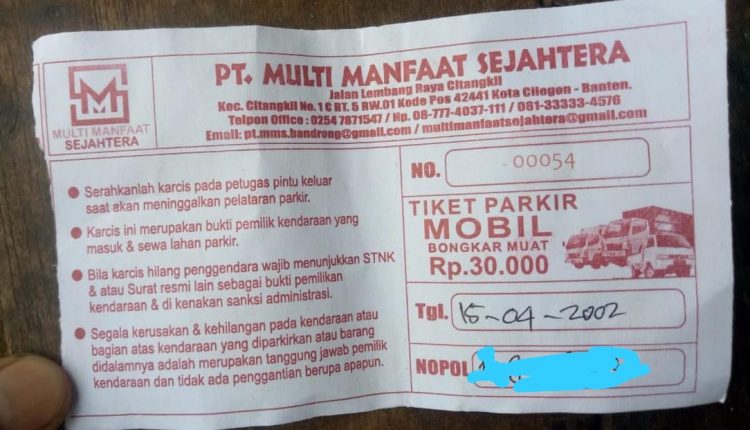 MULTI MANFAAT
SEJAHTERA
PT. MULTI MANFAAT SEJAHTERA
Jalan Lembang Raya Citangkil
Kec. Citangkil No. 1 C RT. 5 RW.01 Kode Pos 42441 Kota Cilegon - Banten.
Telpon Office : 0254 7871547 / Hp. 08-777-4037-111 / 081-33333-4576
Email: pt.mms.bandrong@gmail.com / multimanfaatsejahtera@gmail.com
● Serahkanlah karcis pada petugas pintu keluar
saat akan meninggalkan pelataran parkir.
● Karcis ini merupakan bukti pemilik kendaraan yang
masuk & sewa lahan parkir.
● Bila karcis hilang penggendara wajib menunjukkan STNK
& atau Surat resmi lain sebagai bukti pemilikan
kendaraan & di kenakan sanksi administrasi.
● Segala kerusakan & kehilangan pada kendaraan atau
bagian atas kendaraan yang diparkirkan atau barang
didalamnya adalah merupakan tanggung jawab pemilik
kendaraan dan tidak ada penggantian berupa apapun.
NO. 00054
TIKET PARKIR
MOBIL
BONGKAR MUAT
Rp.30.000
Tgl. 15-04-2002
NOPOL